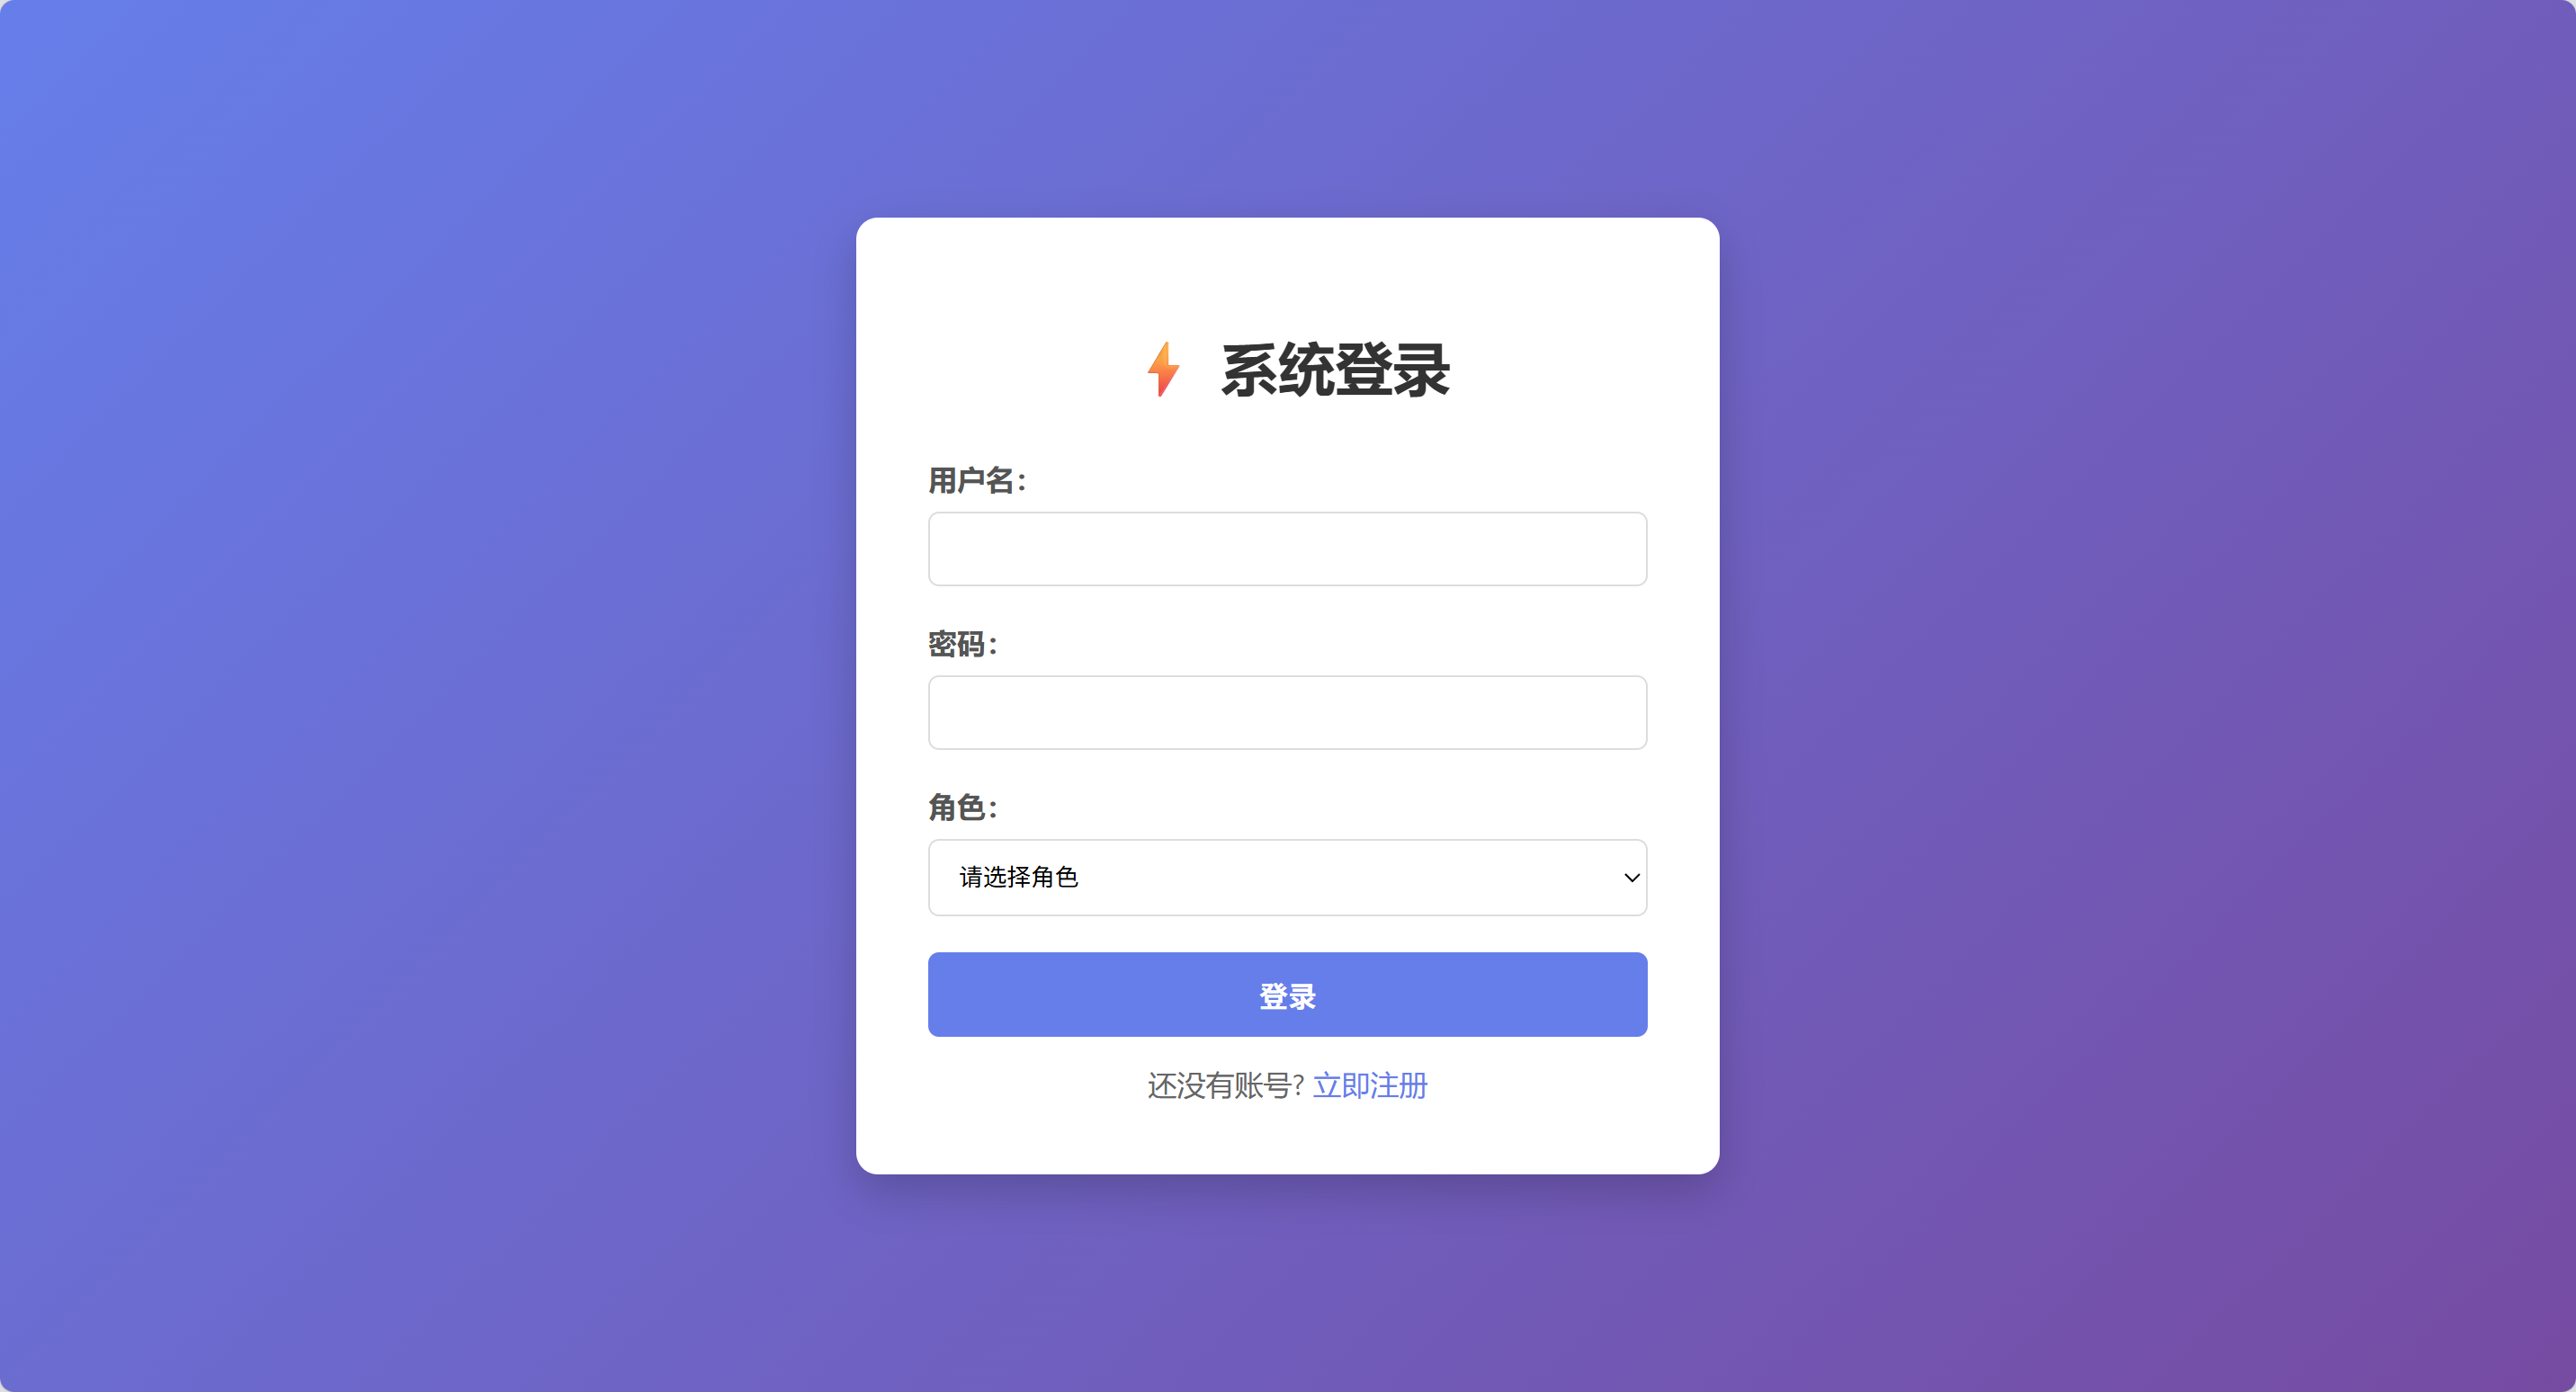 ⚡ 系统登录
用户名：
密码：
角色：
请选择角色
登录
还没有账号? 立即注册